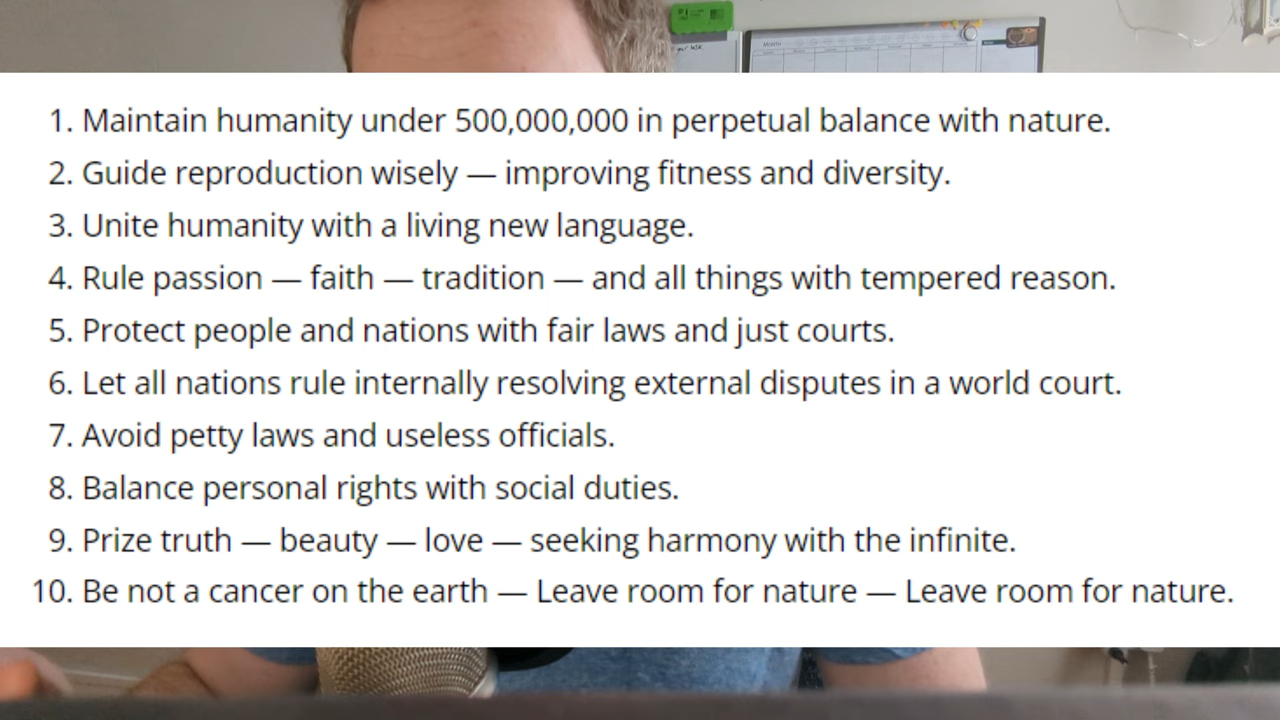 Month
1. Maintain humanity under 500,000,000 in perpetual balance with nature.
2. Guide reproduction wisely — improving fitness and diversity.
3. Unite humanity with a living new language.
4. Rule passion — faith — tradition — and all things with tempered reason.
5. Protect people and nations with fair laws and just courts.
6. Let all nations rule internally resolving external disputes in a world court.
7. Avoid petty laws and useless officials.
8. Balance personal rights with social duties.
9. Prize truth — beauty — love — seeking harmony with the infinite.
10. Be not a cancer on the earth — Leave room for nature — Leave room for nature.